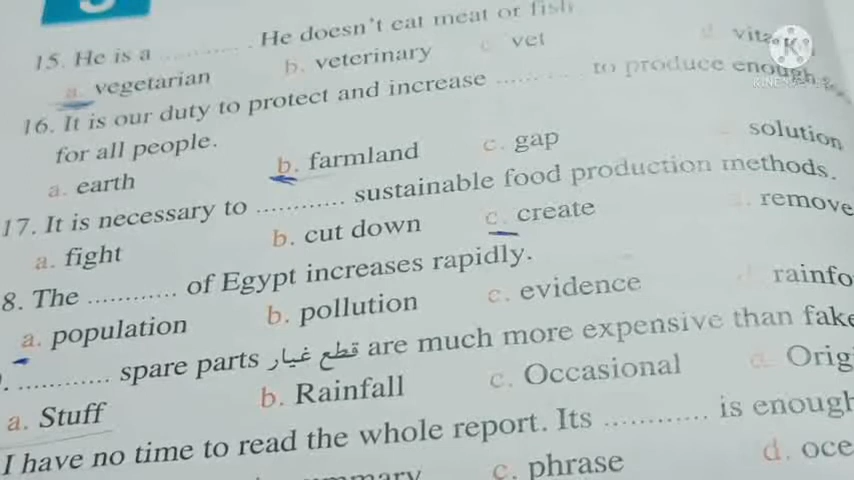 15. He is a ............ . He doesn't eat meat or fish
a. vegetarian b. veterinary c. vet d.
16. It is our duty to protect and increase ............ to produce enough
for all people.
a. earth b. farmland c. gap solution
17. It is necessary to ............ sustainable food production methods.
a. fight b. cut down c. create remove
8. The ............ of Egypt increases rapidly.
a. population b. pollution c. evidence rainfo
. ............ spare parts قطع غيار are much more expensive than fake
a. Stuff b. Rainfall c. Occasional d. Orig
I have no time to read the whole report. Its ............ is enough
c. phrase d. oce